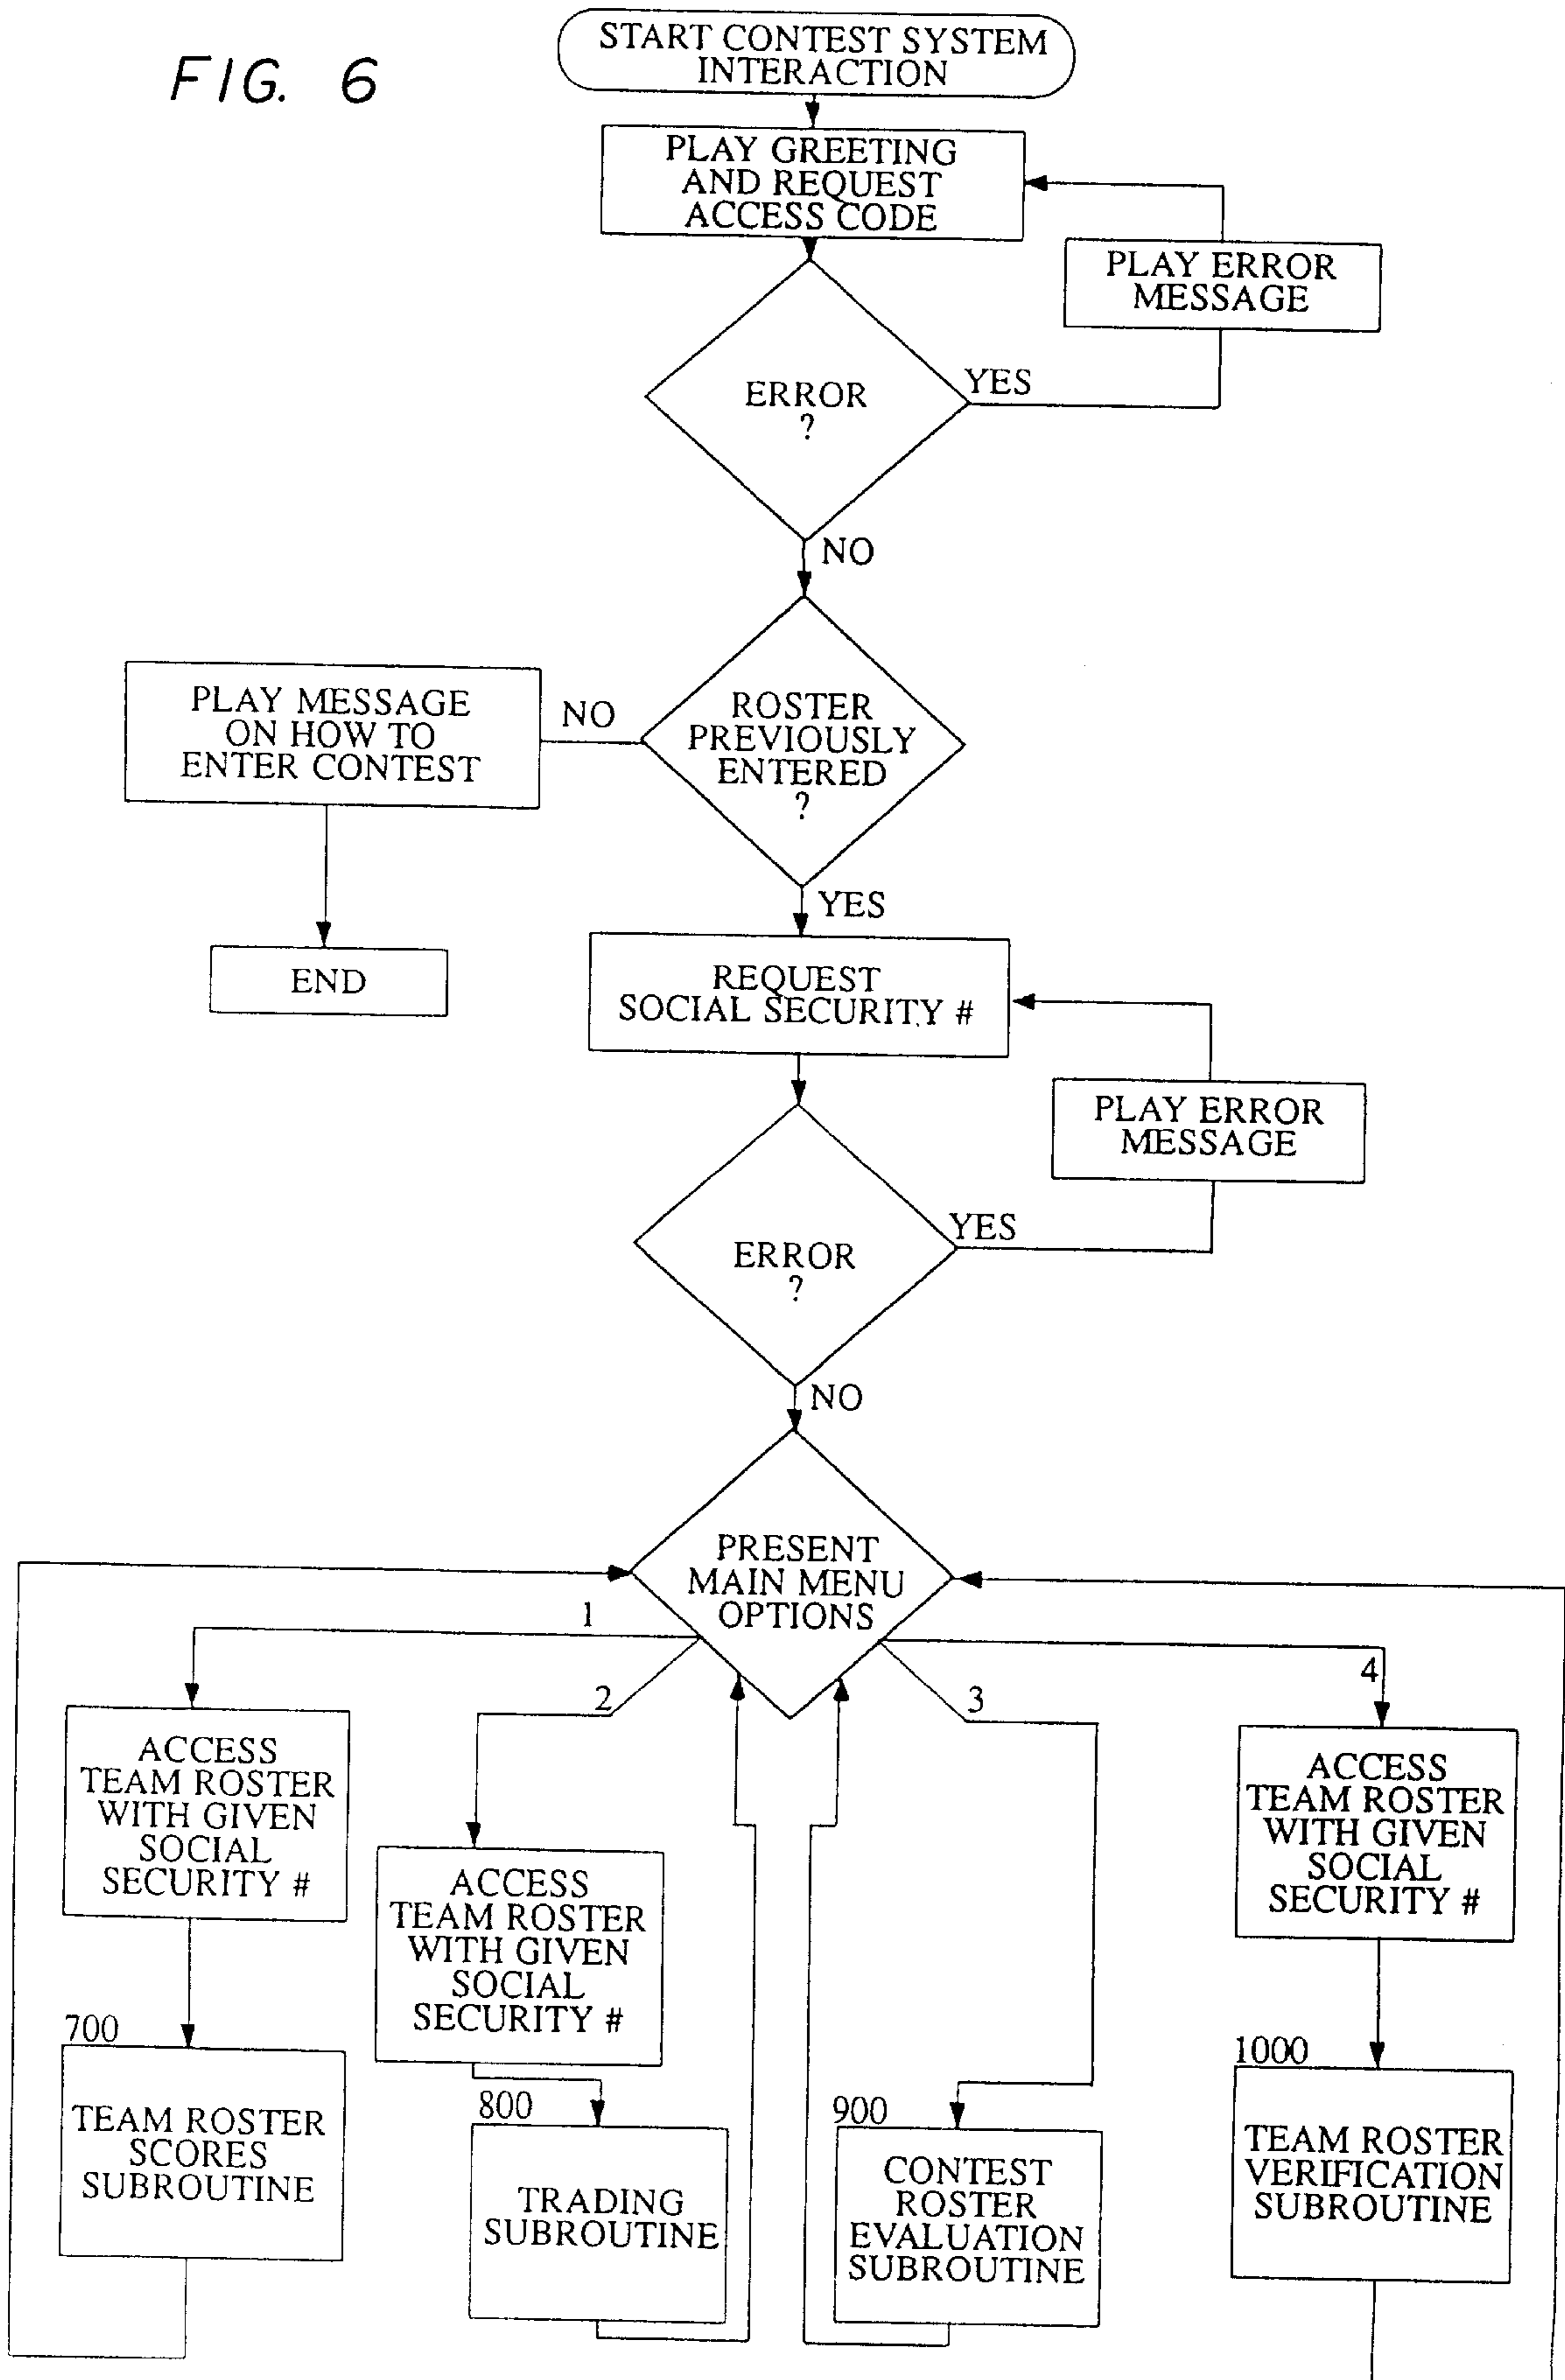 FIG. 6
START CONTEST SYSTEM
INTERACTION
PLAY GREETING
AND REQUEST
ACCESS CODE
PLAY ERROR
MESSAGE
ERROR
?
YES
NO
ROSTER
PREVIOUSLY
ENTERED
?
NO
PLAY MESSAGE
ON HOW TO
ENTER CONTEST
END
YES
REQUEST
SOCIAL SECURITY #
PLAY ERROR
MESSAGE
ERROR
?
YES
NO
PRESENT
MAIN MENU
OPTIONS
1
2
3
4
ACCESS
TEAM ROSTER
WITH GIVEN
SOCIAL
SECURITY #
ACCESS
TEAM ROSTER
WITH GIVEN
SOCIAL
SECURITY #
ACCESS
TEAM ROSTER
WITH GIVEN
SOCIAL
SECURITY #
700
TEAM ROSTER
SCORES
SUBROUTINE
800
TRADING
SUBROUTINE
900
CONTEST
ROSTER
EVALUATION
SUBROUTINE
1000
TEAM ROSTER
VERIFICATION
SUBROUTINE